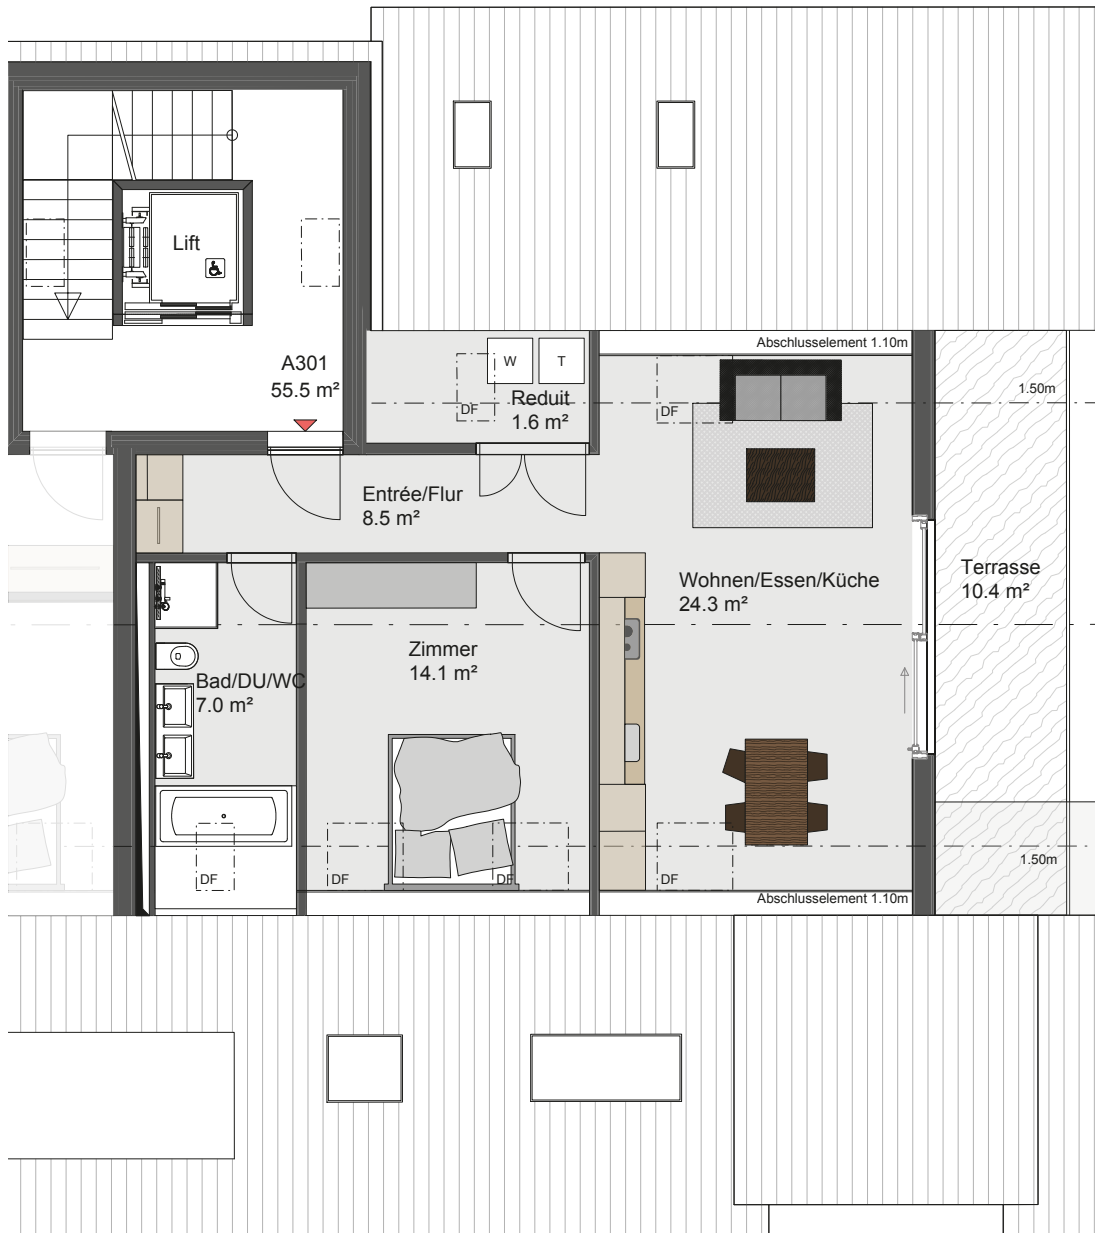 Lift
A301
55.5 m²
Abschlusselement 1.10m
W
T
1.50m
DF
Reduit
1.6 m²
DF
Entrée/Flur
8.5 m²
Wohnen/Essen/Küche
24.3 m²
Terrasse
10.4 m²
Zimmer
14.1 m²
Bad/DU/WC
7.0 m²
1.50m
DF
DF
DF
DF
Abschlusselement 1.10m